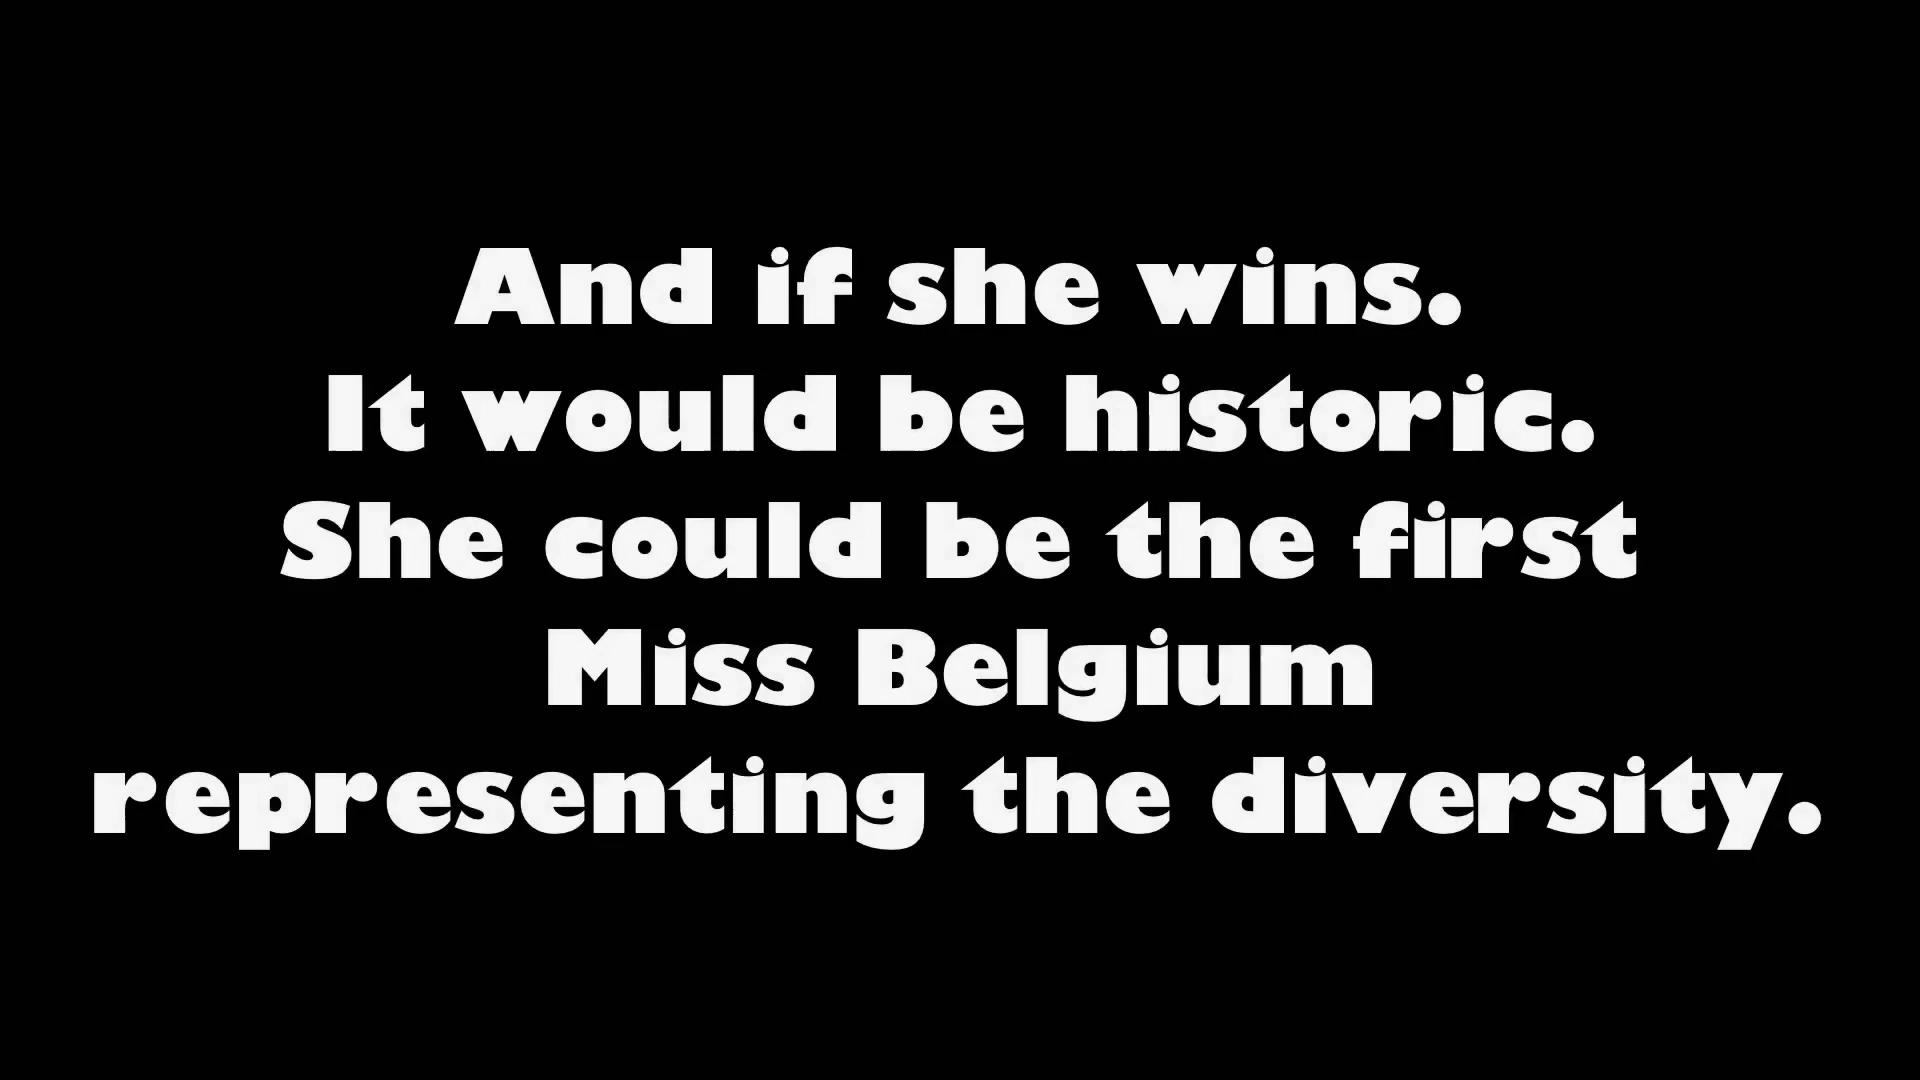 And if she wins.
It would be historic.
She could be the first
Miss Belgium
representing the diversity.